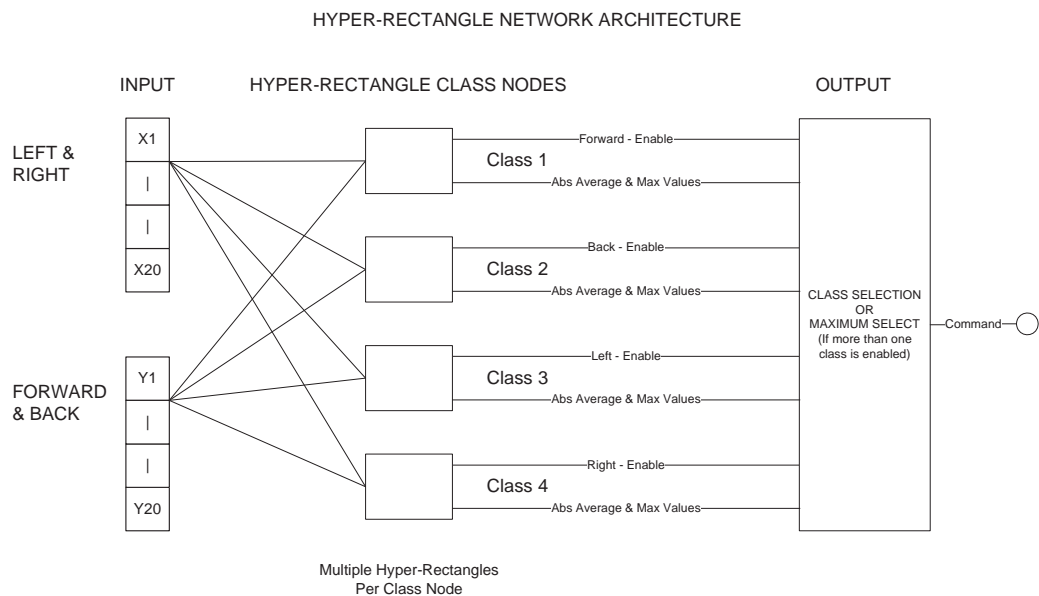 HYPER-RECTANGLE NETWORK ARCHITECTURE
INPUT
HYPER-RECTANGLE CLASS NODES
OUTPUT
LEFT &
RIGHT
X1
|
|
X20
FORWARD
& BACK
Y1
|
|
Y20
Forward - Enable
Class 1
Abs Average & Max Values
Back - Enable
Class 2
Abs Average & Max Values
Left - Enable
Class 3
Abs Average & Max Values
Right - Enable
Class 4
Abs Average & Max Values
CLASS SELECTION
OR
MAXIMUM SELECT
(If more than one
class is enabled)
Command
Multiple Hyper-Rectangles
Per Class Node